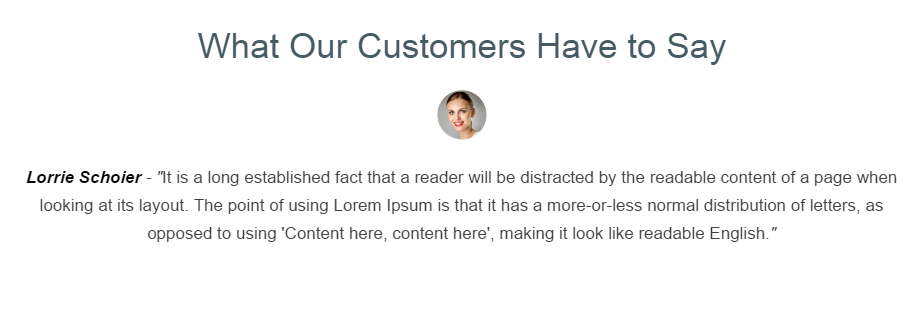 What Our Customers Have to Say
Lorrie Schoier - "It is a long established fact that a reader will be distracted by the readable content of a page when
looking at its layout. The point of using Lorem Ipsum is that it has a more-or-less normal distribution of letters, as
opposed to using 'Content here, content here', making it look like readable English."